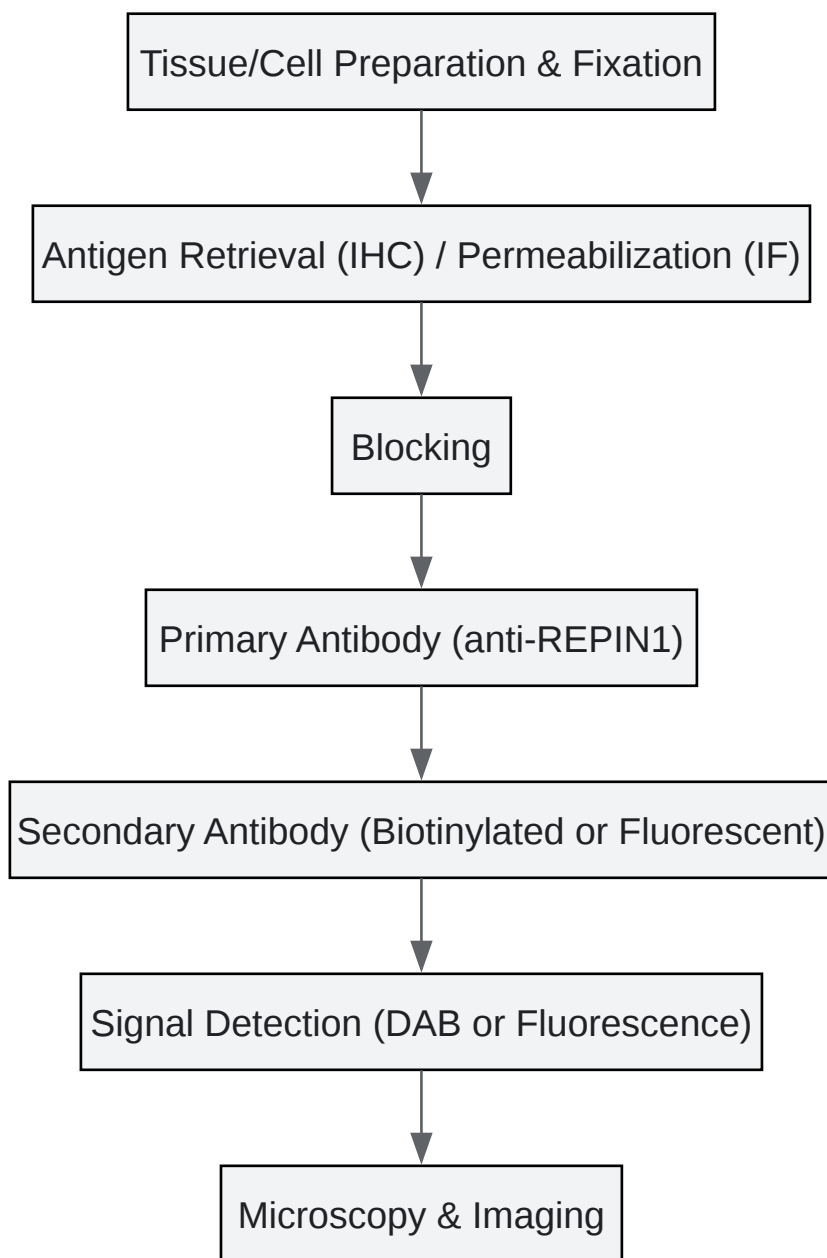 Tissue/Cell Preparation & Fixation
Antigen Retrieval (IHC) / Permeabilization (IF)
Blocking
Primary Antibody (anti-REPIN1)
Secondary Antibody (Biotinylated or Fluorescent)
Signal Detection (DAB or Fluorescence)
Microscopy & Imaging